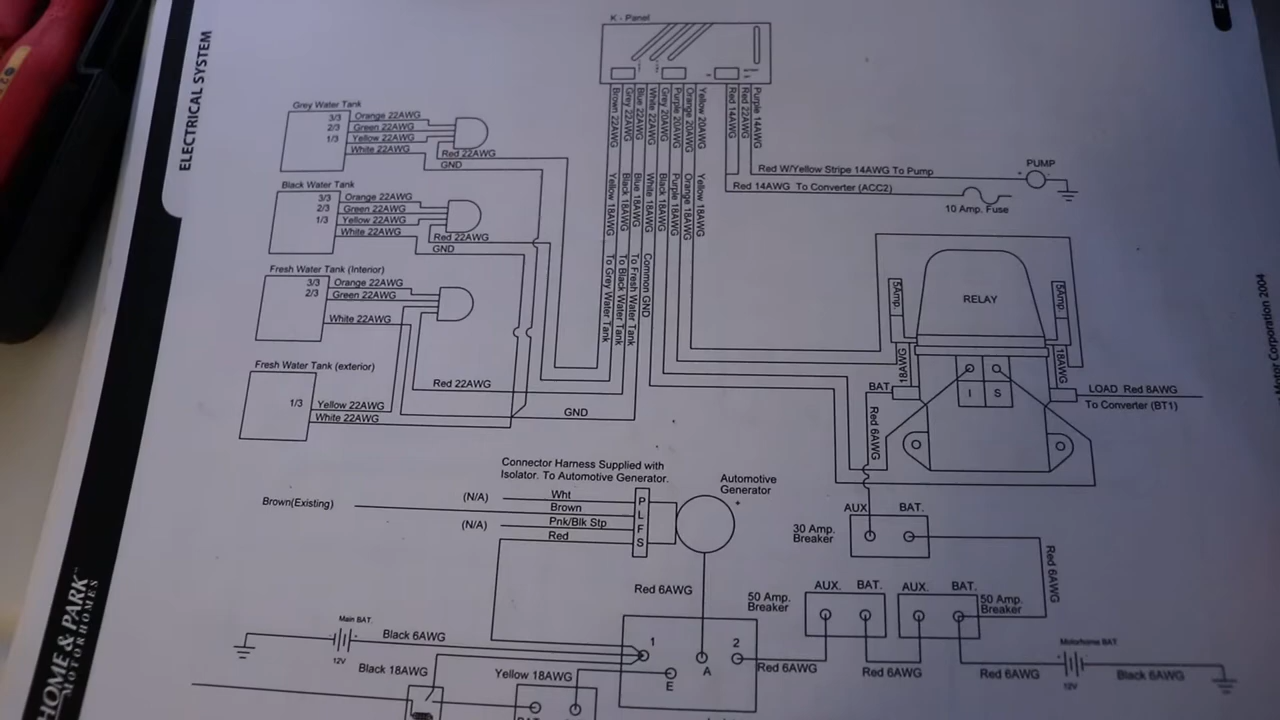 ELECTRICAL SYSTEM
HOME & PARK
MOTORHOMES
Motor Corporation 2004
K - Panel
Grey Water Tank
3/3
2/3
1/3
Orange 22AWG
Green 22AWG
Yellow 22AWG
White 22AWG
Red 22AWG
GND
Black Water Tank
3/3
2/3
1/3
Orange 22AWG
Green 22AWG
Yellow 22AWG
White 22AWG
Red 22AWG
GND
Fresh Water Tank (Interior)
3/3
2/3
Orange 22AWG
Green 22AWG
White 22AWG
Fresh Water Tank (exterior)
1/3
Yellow 22AWG
White 22AWG
Red 22AWG
GND
Brown 22AWG
Grey 22AWG
Blue 22AWG
White 22AWG
Grey 20AWG
Purple 20AWG
Orange 20AWG
Yellow 20AWG
Red 14AWG
Red 22AWG
Purple 14AWG
Yellow 18AWG To Grey Water Tank
Black 18AWG To Black Water Tank
Blue 18AWG To Fresh Water Tank
White 18AWG Common GND
Black 18AWG
Purple 18AWG
Orange 18AWG
Yellow 18AWG
Red W/Yellow Stripe 14AWG To Pump
Red 14AWG To Converter (ACC2)
PUMP
10 Amp. Fuse
RELAY
5Amp.
5Amp.
18AWG
18AWG
I
S
BAT
Red 6AWG
LOAD Red 8AWG
To Converter (BT1)
Connector Harness Supplied with
Isolator. To Automotive Generator.
Brown(Existing)
(N/A)
Wht
Brown
(N/A)
Pnk/Blk Stp
Red
P
L
F
S
Automotive
Generator
+
Red 6AWG
30 Amp.
Breaker
AUX
BAT.
Red 6AWG
50 Amp.
Breaker
AUX.
BAT.
AUX.
BAT.
50 Amp.
Breaker
Main BAT.
12V
Black 6AWG
Black 18AWG
Yellow 18AWG
1
2
A
E
Red 6AWG
Red 6AWG
Red 6AWG
Motorhome BAT.
12V
Black 6AWG